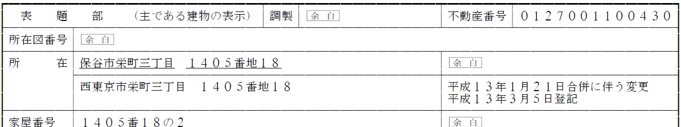 表 題 部 (主である建物の表示) 調製 余 白 不動産番号 0127001100430
所在図番号 余 白
所 在 保谷市栄町三丁目 1405番地18 余 白
西東京市栄町三丁目 1405番地18 平成13年1月21日合併に伴う変更
平成13年3月5日登記
家屋番号 1405番18の2 余 白